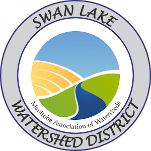 SWAN LAKE
Manitoba Association of Watersheds
WATERSHED DISTRICT